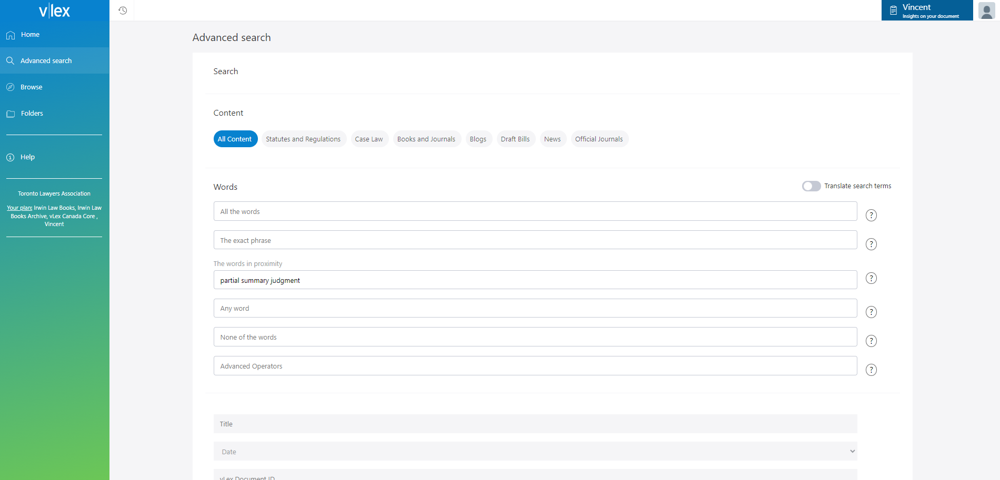 v|lex
Vincent
Insights on your document
Home
Advanced search
Browse
Folders
Help
Toronto Lawyers Association
Your plan: Irwin Law Books, Irwin Law
Books Archive, vLex Canada Core ,
Vincent
Advanced search
Search
Content
All Content
Statutes and Regulations
Case Law
Books and Journals
Blogs
Draft Bills
News
Official Journals
Words
Translate search terms
All the words
?
The exact phrase
?
The words in proximity
partial summary judgment
?
Any word
?
None of the words
?
Advanced Operators
?
Title
Date
vLex Document ID